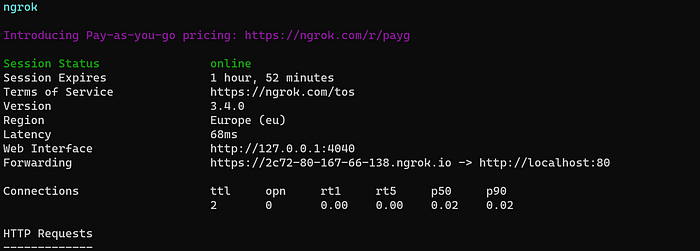 ngrok
Introducing Pay-as-you-go pricing: https://ngrok.com/r/payg
Session Status online
Session Expires 1 hour, 52 minutes
Terms of Service https://ngrok.com/tos
Version 3.4.0
Region Europe (eu)
Latency 68ms
Web Interface http://127.0.0.1:4040
Forwarding https://2c72-80-167-66-138.ngrok.io -> http://localhost:80
Connections ttl opn rt1 rt5 p50 p90
2 0 0.00 0.00 0.02 0.02
HTTP Requests
-------------